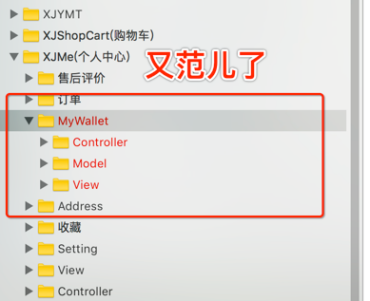 XJYMT
XJShopCart(购物车)
XJMe(个人中心)
又范儿了
售后评价
订单
MyWallet
Controller
Model
View
Address
收藏
Setting
View
Controller